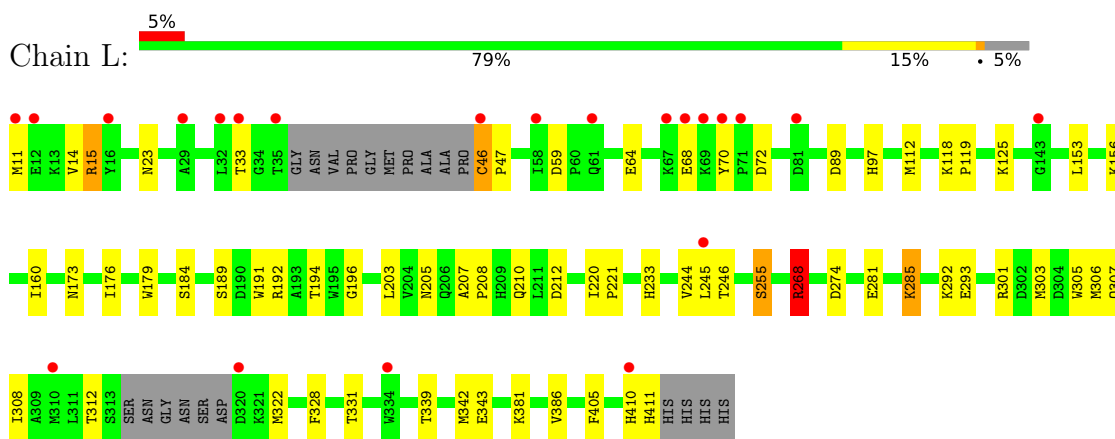 5%
Chain L:
79% 15% • 5%
M11 E12 K13 V14 R15 Y16 N23 A29 L32 T33 G34 T35 GLY ASN VAL PRO GLY MET PRO ALA ALA PRO C46 P47 I58 D59 P60 Q61 E64 K67 E68 K69 Y70 P71 D72 D81 D89 H97 M112 K118 P119 K125 G143 L153 K156
I160 N173 I176 W179 S184 S189 D190 W191 R192 A193 T194 W195 G196 L203 V204 N205 Q206 A207 P208 H209 Q210 L211 D212 I220 P221 H233 V244 L245 T246 S255 R268 D274 E281 K285 K292 E293 R301 D302 M303 D304 W305 M306 Q307
I308 A309 M310 L311 T312 S313 SER ASN GLY ASN SER ASP D320 K321 M322 F328 T331 W334 T339 M342 E343 K381 V386 F405 H410 H411 HIS HIS HIS HIS